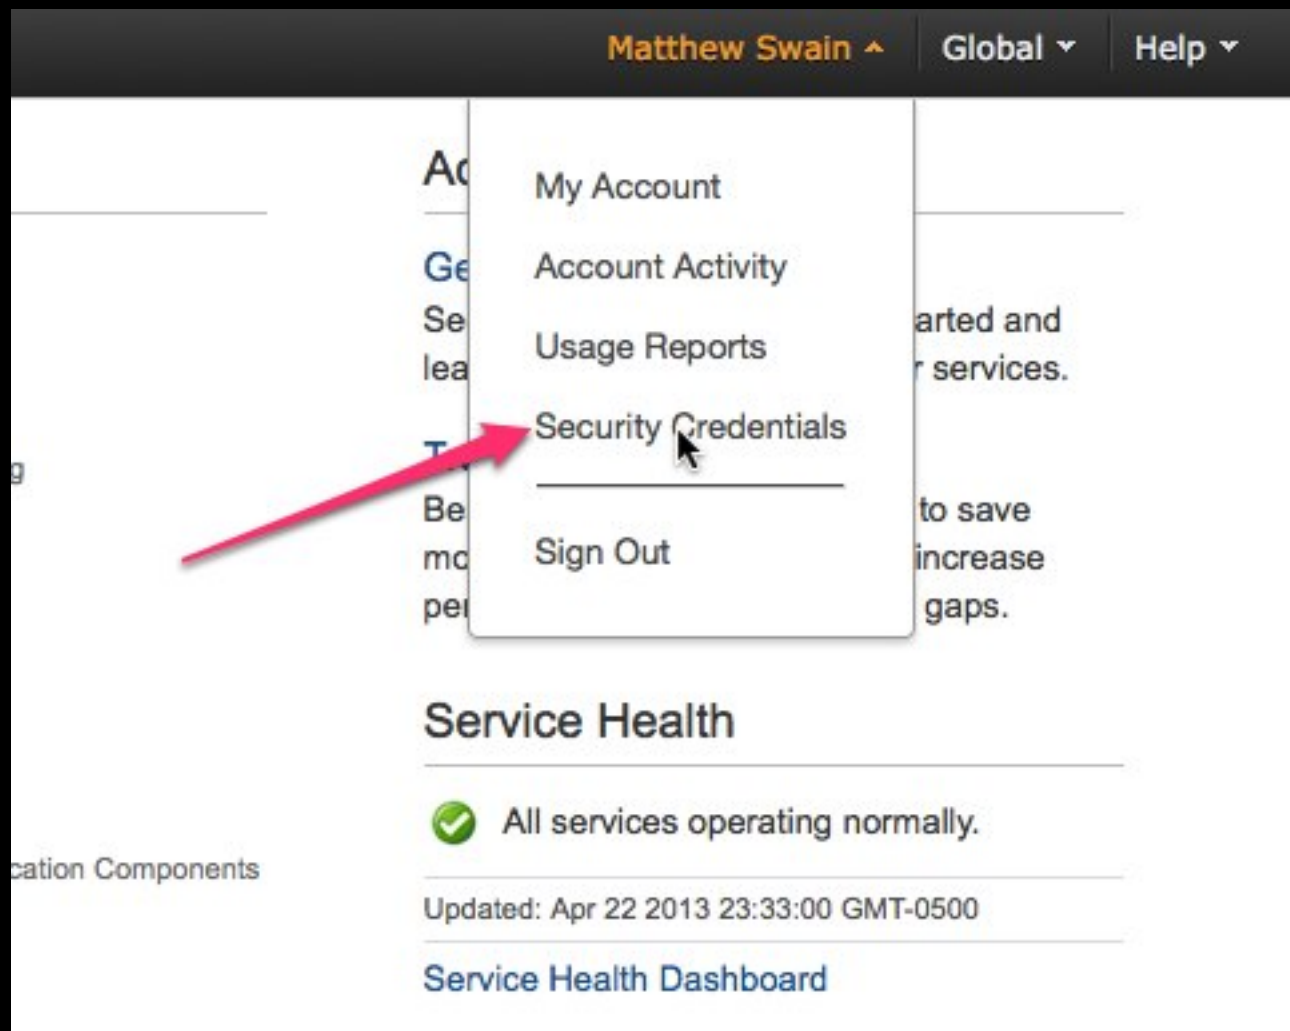 Matthew Swain Global Help
My Account
Account Activity
Usage Reports
Security Credentials
Sign Out
arted and
services.
to save
increase
gaps.
Service Health
All services operating normally.
Updated: Apr 22 2013 23:33:00 GMT-0500
Service Health Dashboard
cation Components